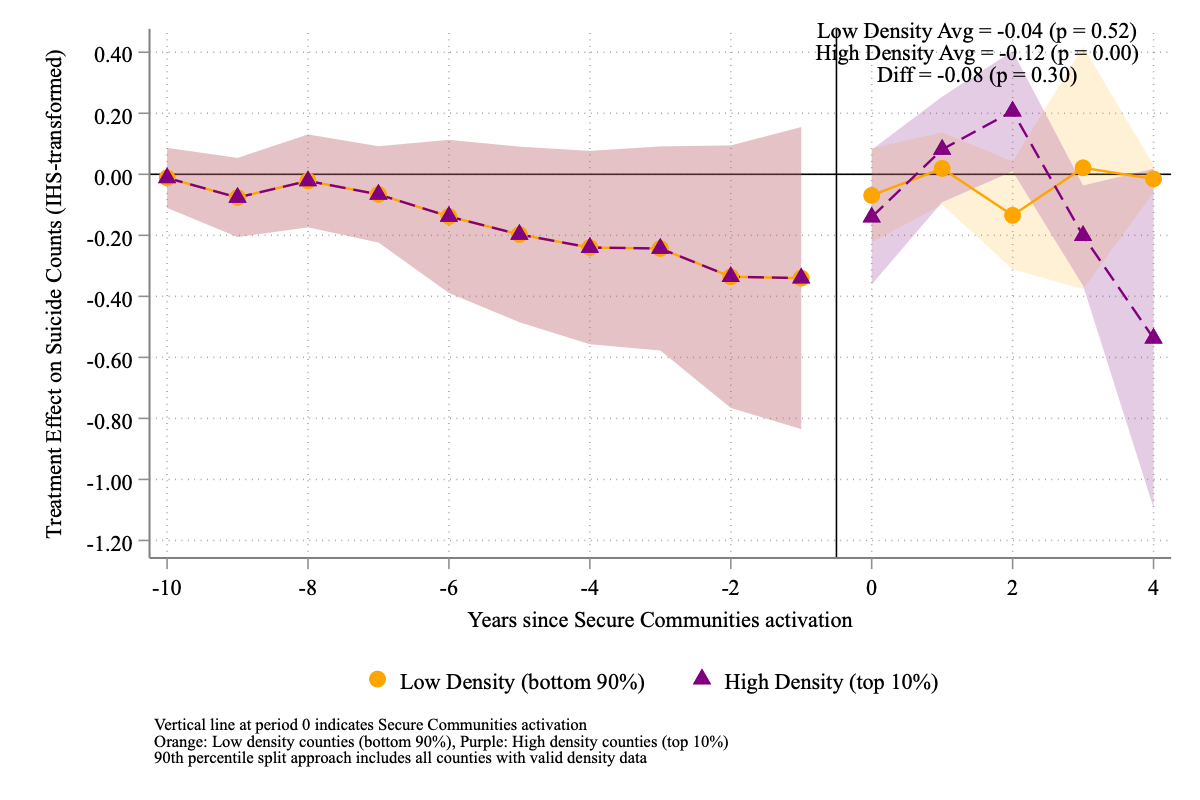 Low Density Avg = -0.04 (p = 0.52)
High Density Avg = -0.12 (p = 0.00)
Diff = -0.08 (p = 0.30)
Treatment Effect on Suicide Counts (IHS-transformed)
0.40
0.20
0.00
-0.20
-0.40
-0.60
-0.80
-1.00
-1.20
-10 -8 -6 -4 -2 0 2 4
Years since Secure Communities activation
Low Density (bottom 90%) High Density (top 10%)
Vertical line at period 0 indicates Secure Communities activation
Orange: Low density counties (bottom 90%), Purple: High density counties (top 10%)
90th percentile split approach includes all counties with valid density data